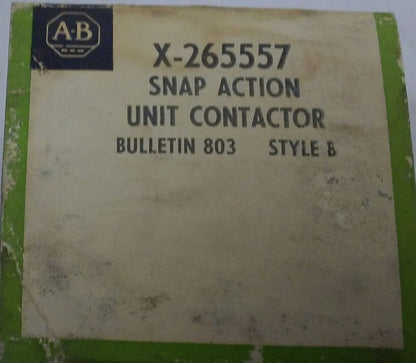 A-B
X-265557
SNAP ACTION
UNIT CONTACTOR
BULLETIN 803 STYLE B